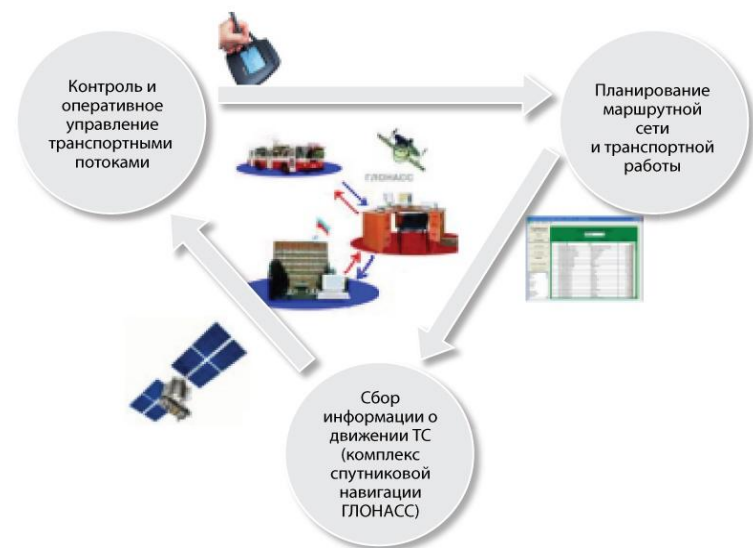 Контроль и
оперативное
управление
транспортными
потоками
Планирование
маршрутной
сети
и транспортной
работы
ГЛОНАСС
Сбор
информации о
движении ТС
(комплекс
спутниковой
навигации
ГЛОНАСС)